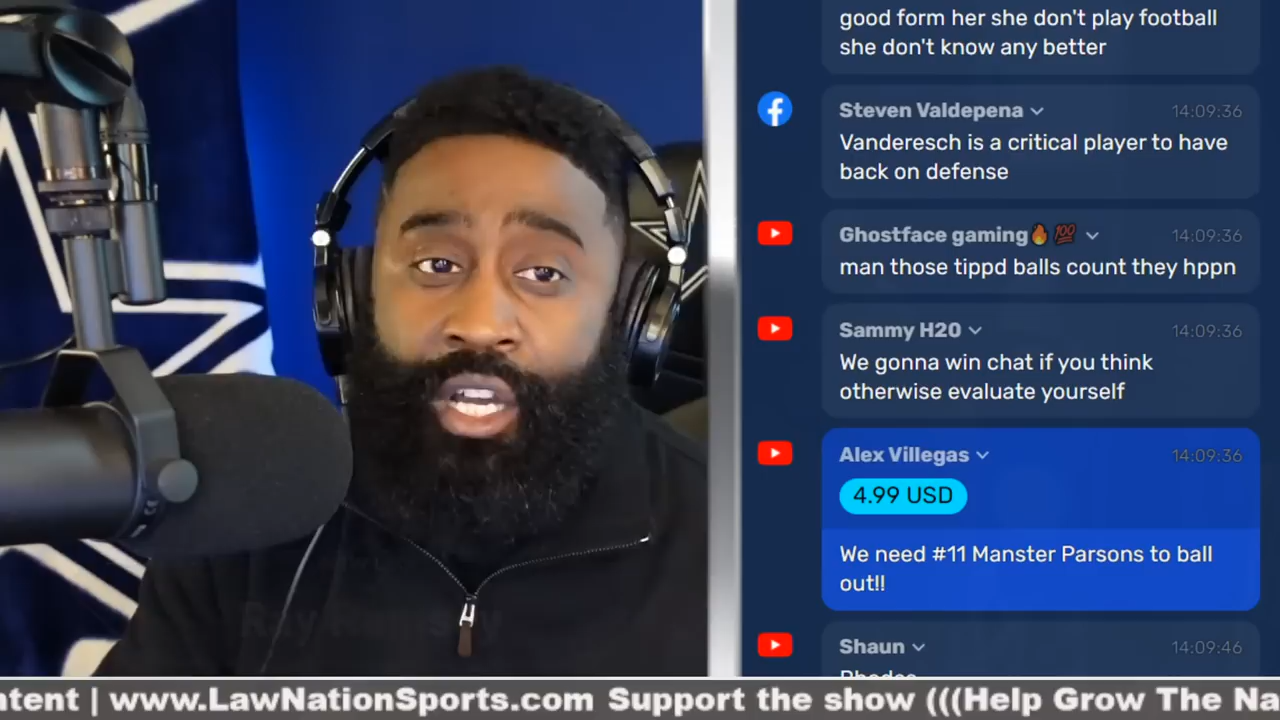 good form her she don't play football
she don't know any better
Steven Valdepena 14:09:36
Vanderesch is a critical player to have
back on defense
Ghostface gaming🔥💯 14:09:36
man those tippd balls count they hppn
Sammy H20 14:09:36
We gonna win chat if you think
otherwise evaluate yourself
Alex Villegas 14:09:36
4.99 USD
We need #11 Manster Parsons to ball
out!!
Shaun 14:09:46
Rhodes
ntent | www.LawNationSports.com Support the show (((Help Grow The Na